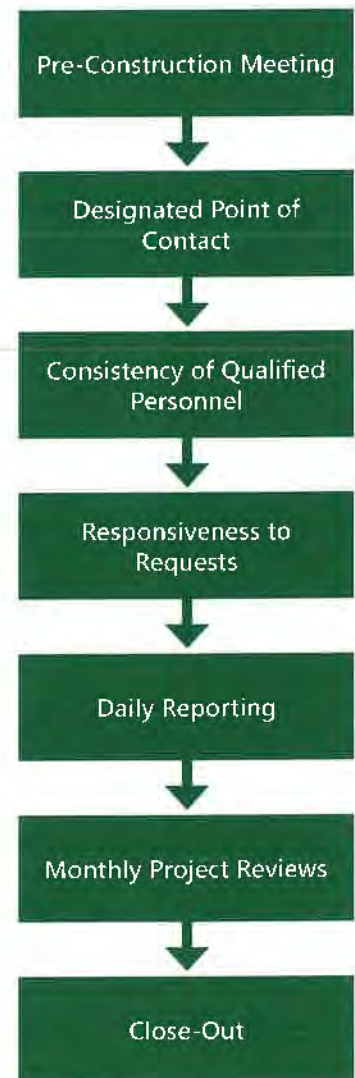 Pre-Construction Meeting
Designated Point of
Contact
Consistency of Qualified
Personnel
Responsiveness to
Requests
Daily Reporting
Monthly Project Reviews
Close-Out